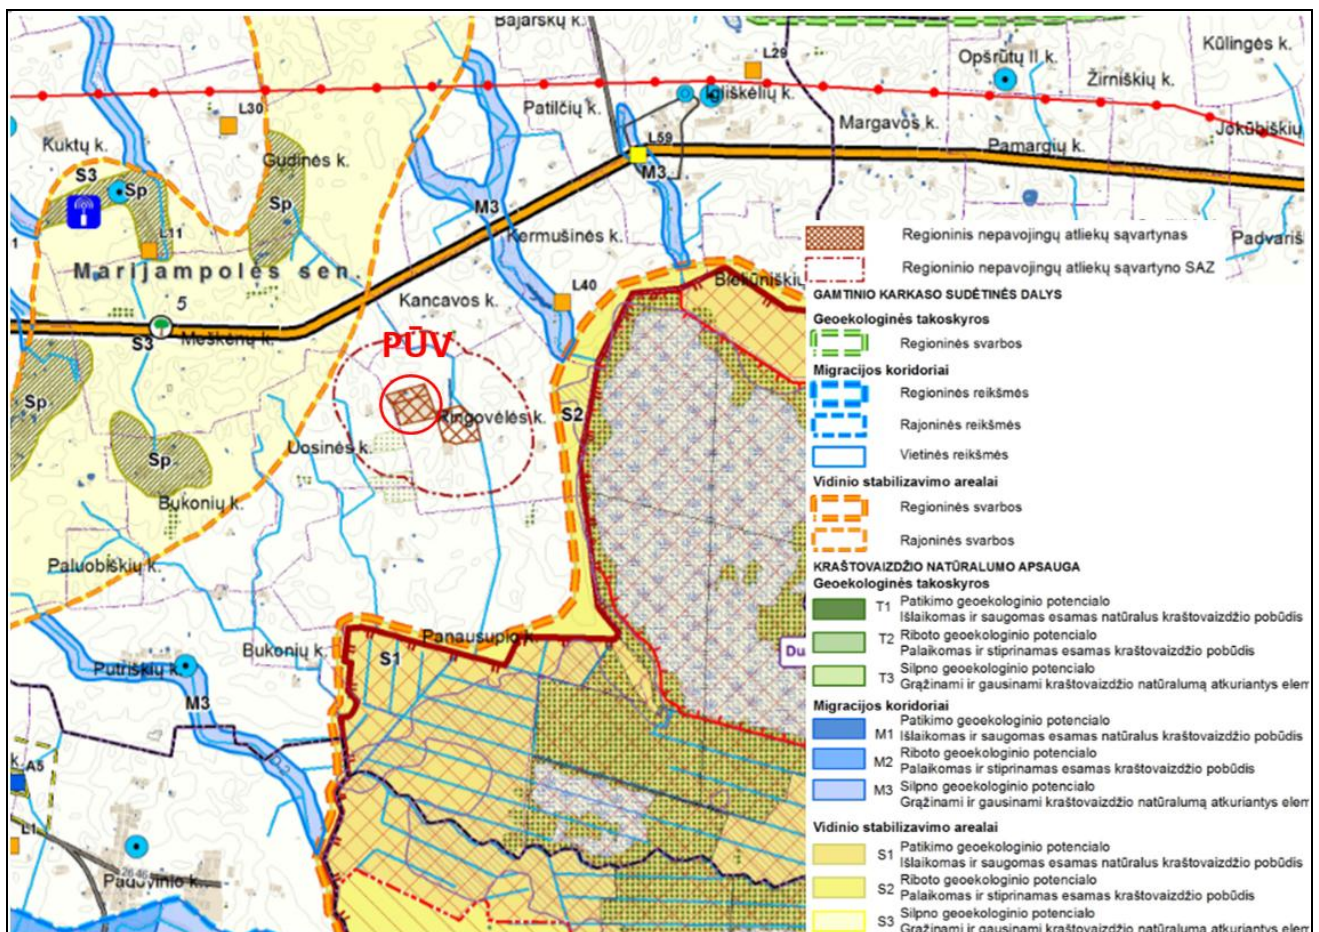 Bajarskų k.
L29
Opšrūtų II k.
Kūlingės k.
Žirniškių k.
L30
Patilčių k.
Igliškėlių k.
Margavos k.
Jokūbiškių
Kuktų k.
L59
Pamargių k.
Gudinės k.
S3
Sp
M3
Sp
M3
L11
Kermušinės k.
Regioninis nepavojingų atliekų sąvartynas
Padvariš
Marijampolės sen.
Regioninio nepavojingų atliekų sąvartyno SAZ
Bieliūniškių
5
L40
Kancavos k.
GAMTINIO KARKASO SUDĖTINĖS DALYS
Geoekologinės takoskyros
S3
Meškėnų k.
PŪV
Regioninės svarbos
Migracijos koridoriai
Regioninės reikšmės
Sp
Ringovėlės k.
S2
Rajoninės reikšmės
Uosinės k.
Vietinės reikšmės
Sp
Vidinio stabilizavimo arealai
Bukonių k.
Regioninės svarbos
Rajoninės svarbos
Paluobiškių k.
KRAŠTOVAIZDŽIO NATŪRALUMO APSAUGA
Geoekologinės takoskyros
T1 Patikimo geoekologinio potencialo
Išlaikomas ir saugomas esamas natūralus kraštovaizdžio pobūdis
Panausupio k.
T2 Riboto geoekologinio potencialo
Palaikomas ir stiprinamas esamas kraštovaizdžio pobūdis
Bukonių k.
S1
Du
Putriškių k.
T3 Silpno geoekologinio potencialo
Grąžinami ir gausinami kraštovaizdžio natūralumą atkuriantys elem
M3
Migracijos koridoriai
M1 Patikimo geoekologinio potencialo
Išlaikomas ir saugomas esamas natūralus kraštovaizdžio pobūdis
M2 Riboto geoekologinio potencialo
Palaikomas ir stiprinamas esamas kraštovaizdžio pobūdis
k. A5
M3 Silpno geoekologinio potencialo
Grąžinami ir gausinami kraštovaizdžio natūralumą atkuriantys elem
L1
Vidinio stabilizavimo arealai
S1 Patikimo geoekologinio potencialo
Išlaikomas ir saugomas esamas natūralus kraštovaizdžio pobūdis
2646
Padovinio k.
S2 Riboto geoekologinio potencialo
Palaikomas ir stiprinamas esamas kraštovaizdžio pobūdis
S3 Silpno geoekologinio potencialo
Grąžinami ir gausinami kraštovaizdžio natūralumą atkuriantys elem